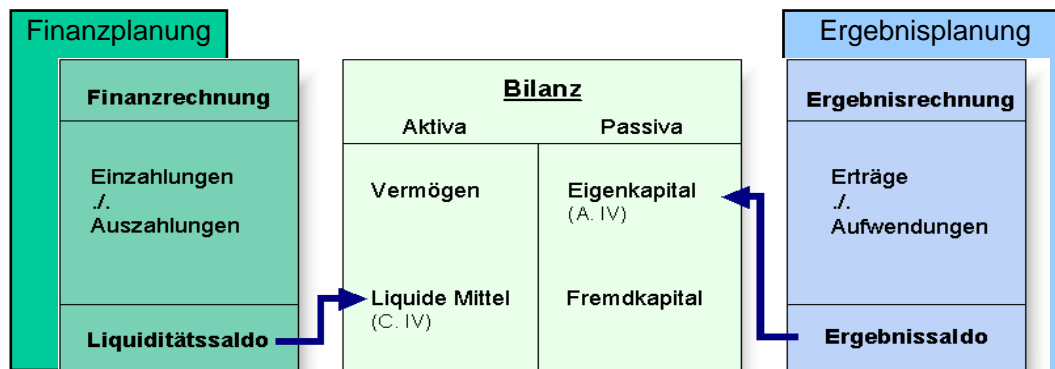 Finanzplanung
Ergebnisplanung
Finanzrechnung
Einzahlungen
./.
Auszahlungen
Liquiditätssaldo
Bilanz
Aktiva
Passiva
Vermögen
Eigenkapital
(A. IV)
Liquide Mittel
(C. IV)
Fremdkapital
Ergebnisrechnung
Erträge
./.
Aufwendungen
Ergebnissaldo